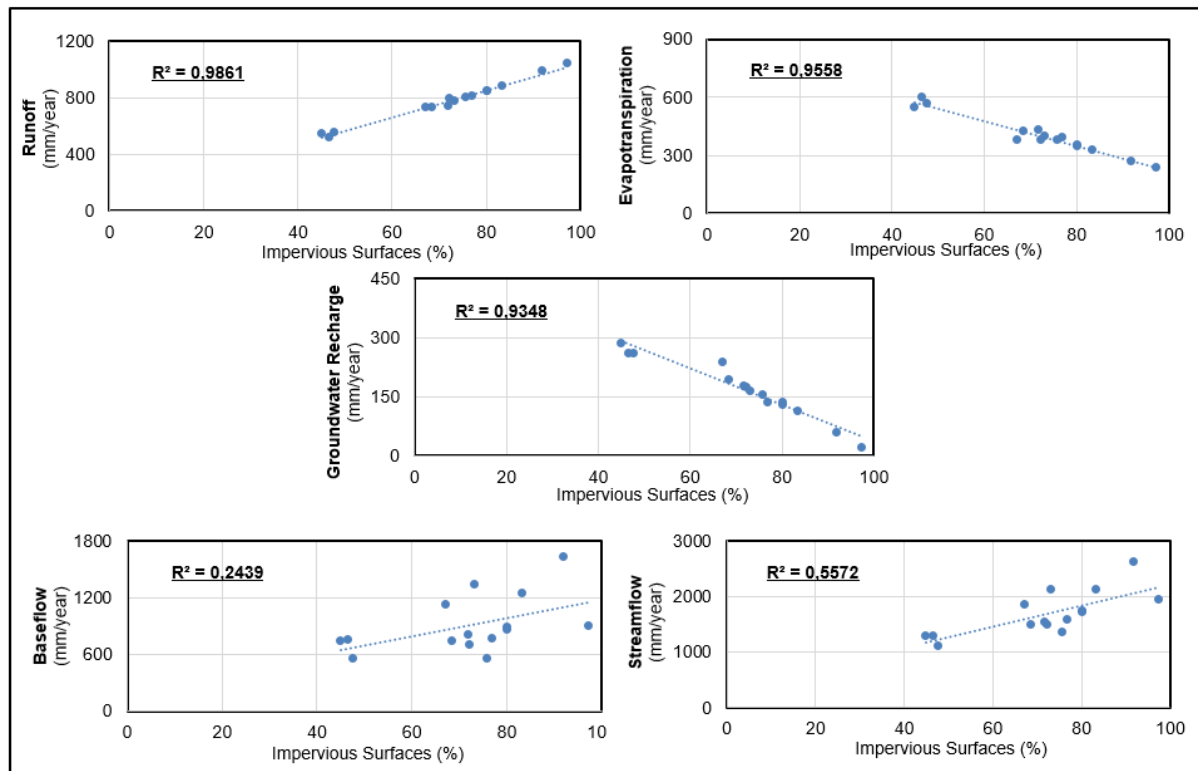 1200
800
400
0
Runoff
(mm/year)
R² = 0,9861
0 20 40 60 80 100
Impervious Surfaces (%)
900
600
300
0
Evapotranspiration
(mm/year)
R² = 0,9558
0 20 40 60 80 100
Impervious Surfaces (%)
450
300
150
0
Groundwater Recharge
(mm/year)
R² = 0,9348
0 20 40 60 80 100
Impervious Surfaces (%)
1800
1200
600
0
Baseflow
(mm/year)
R² = 0,2439
0 20 40 60 80 10
Impervious Surfaces (%)
3000
2000
1000
0
Streamflow
(mm/year)
R² = 0,5572
0 20 40 60 80 100
Impervious Surfaces (%)